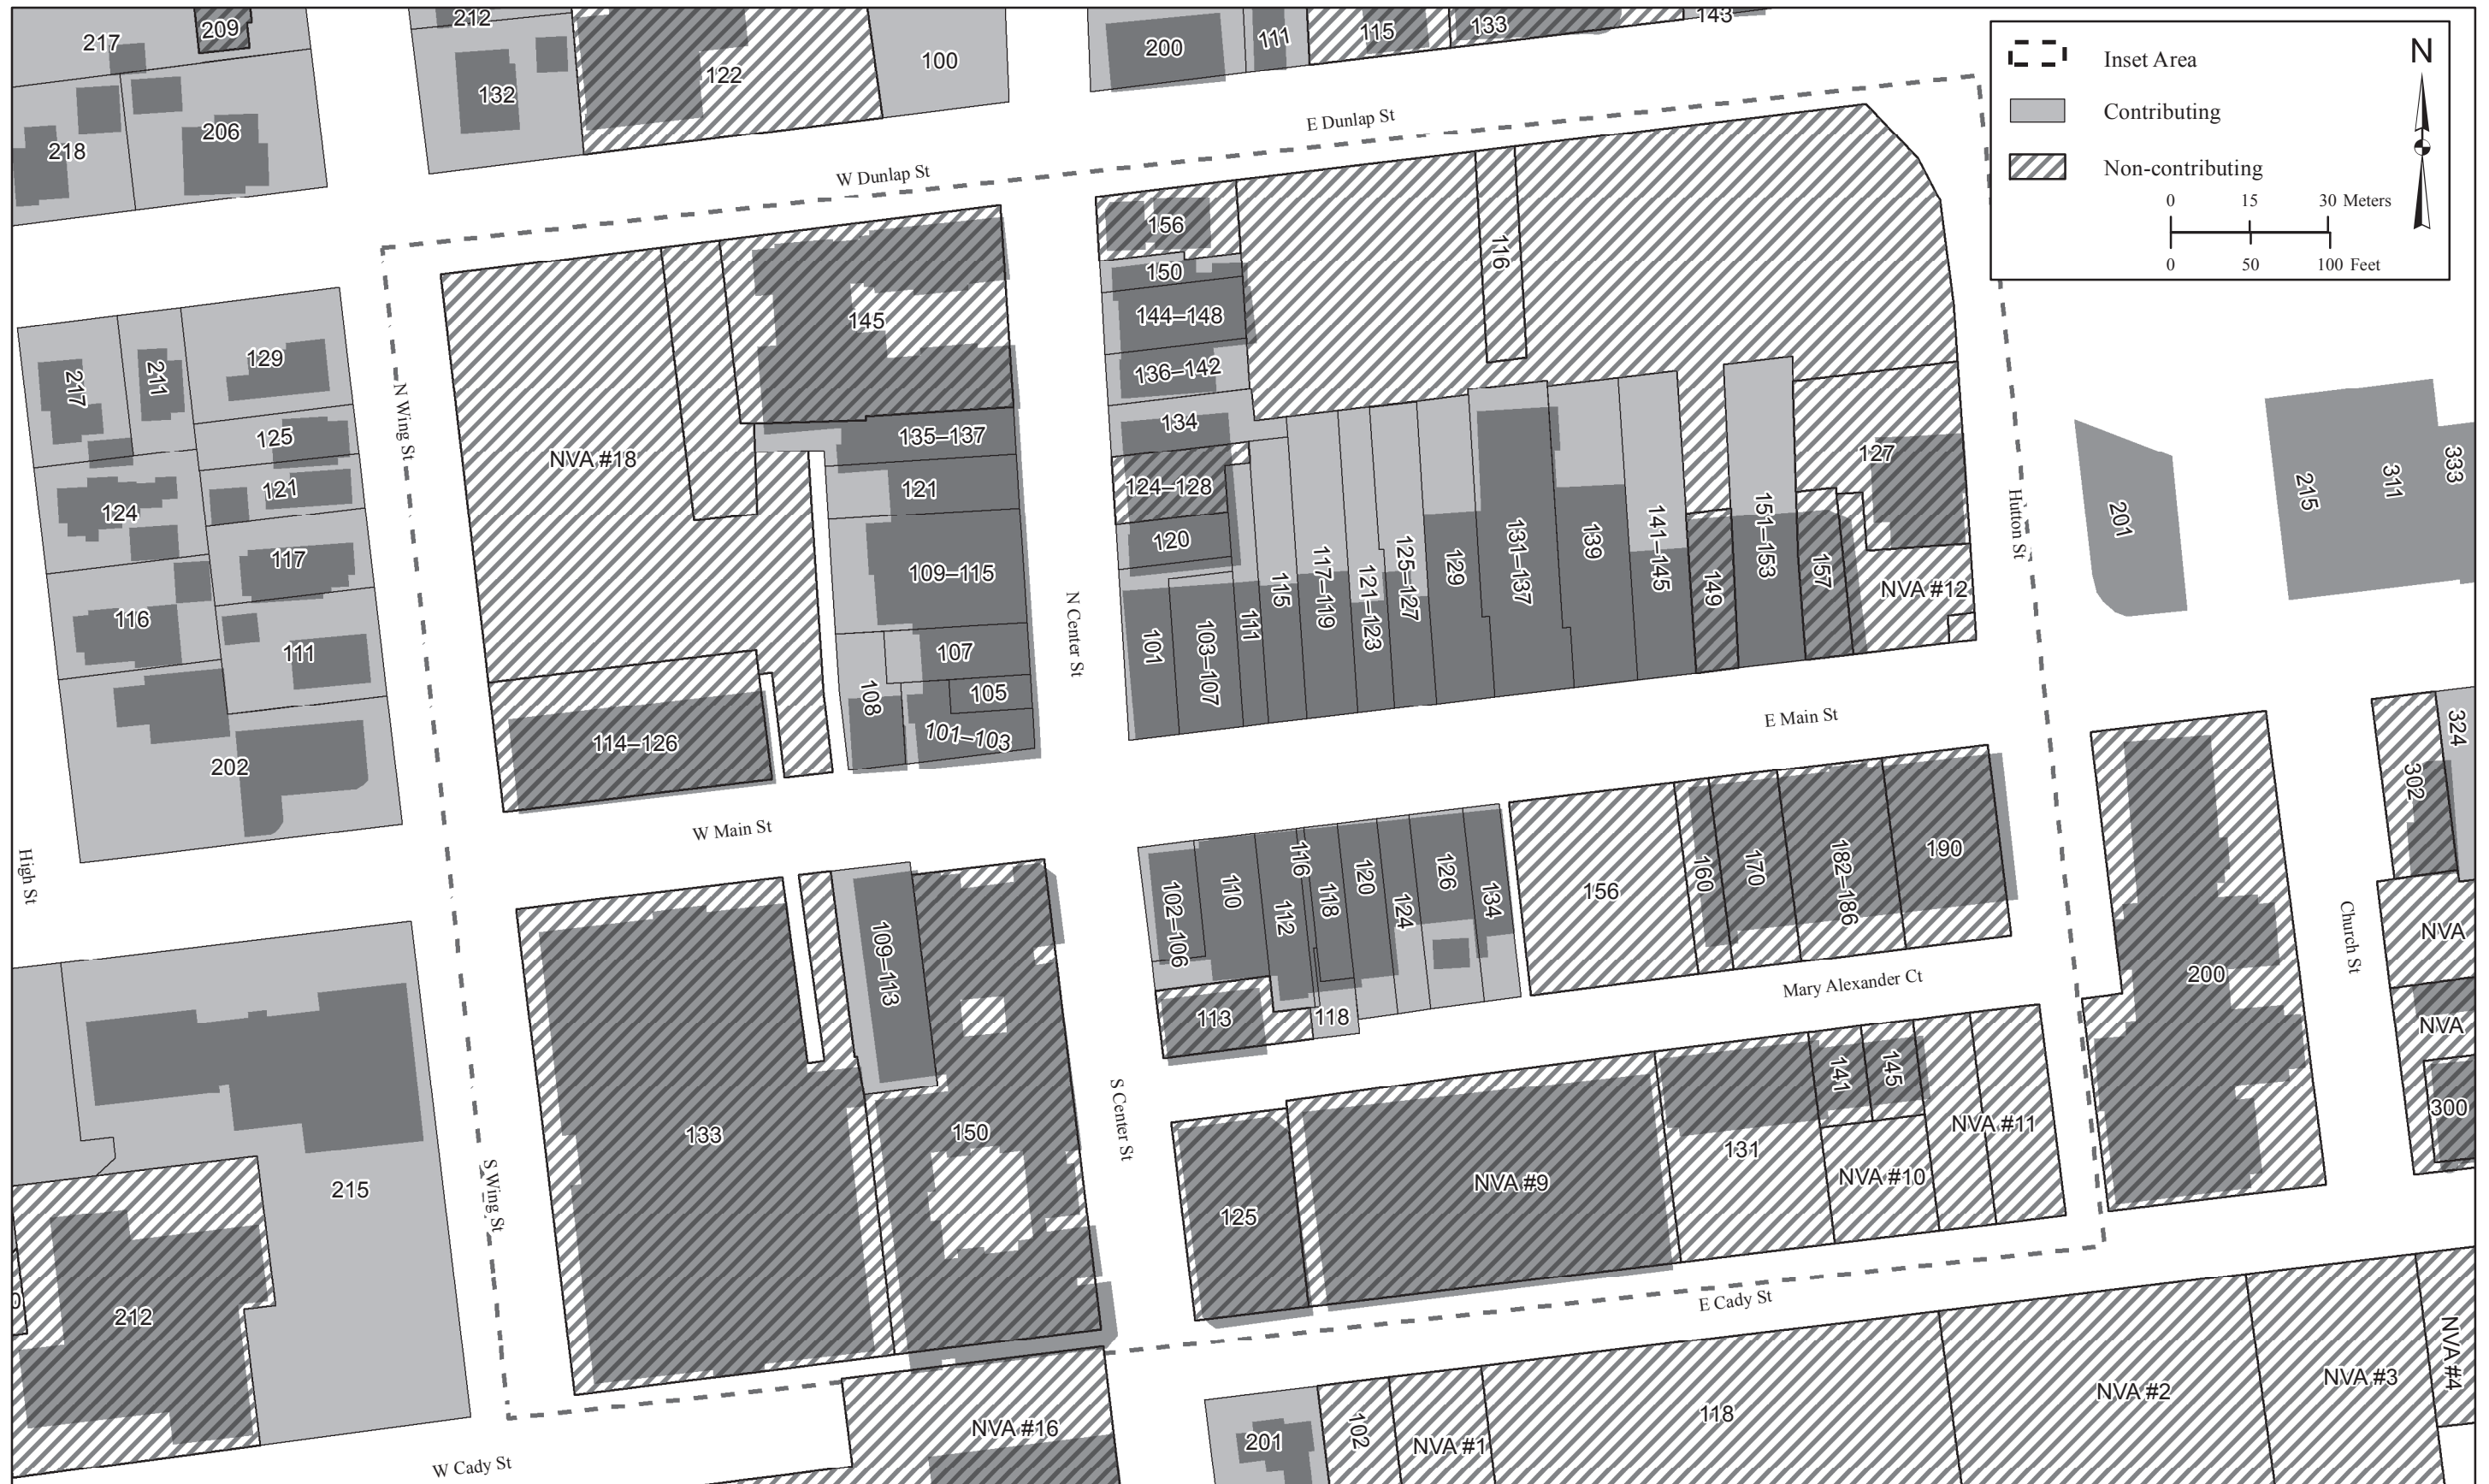 217
209
212
132
122
100
200
111
115
133
143
Inset Area
Contributing
Non-contributing
N
0 15 30 Meters
0 50 100 Feet
218
206
E Dunlap St
W Dunlap St
156
116
150
144–148
136–142
134
124–128
120
145
135–137
121
109–115
107
105
108
101–103
NVA #18
114–126
N Wing St
217
211
129
125
121
124
117
116
111
202
N Center St
101
103–107
111
115
117–119
121–123
125–127
129
131–137
139
141–145
149
151–153
157
127
NVA #12
Hutton St
201
215
311
333
E Main St
W Main St
High St
324
302
102–106
110
112
116
118
120
124
126
134
156
160
170
182–186
190
113
118
Mary Alexander Ct
200
Church St
NVA
NVA
300
109–113
133
150
S Center St
S Wing St
215
212
0
125
NVA #9
131
141
145
NVA #10
NVA #11
E Cady St
W Cady St
NVA #16
201
102
NVA #1
118
NVA #2
NVA #3
NVA #4